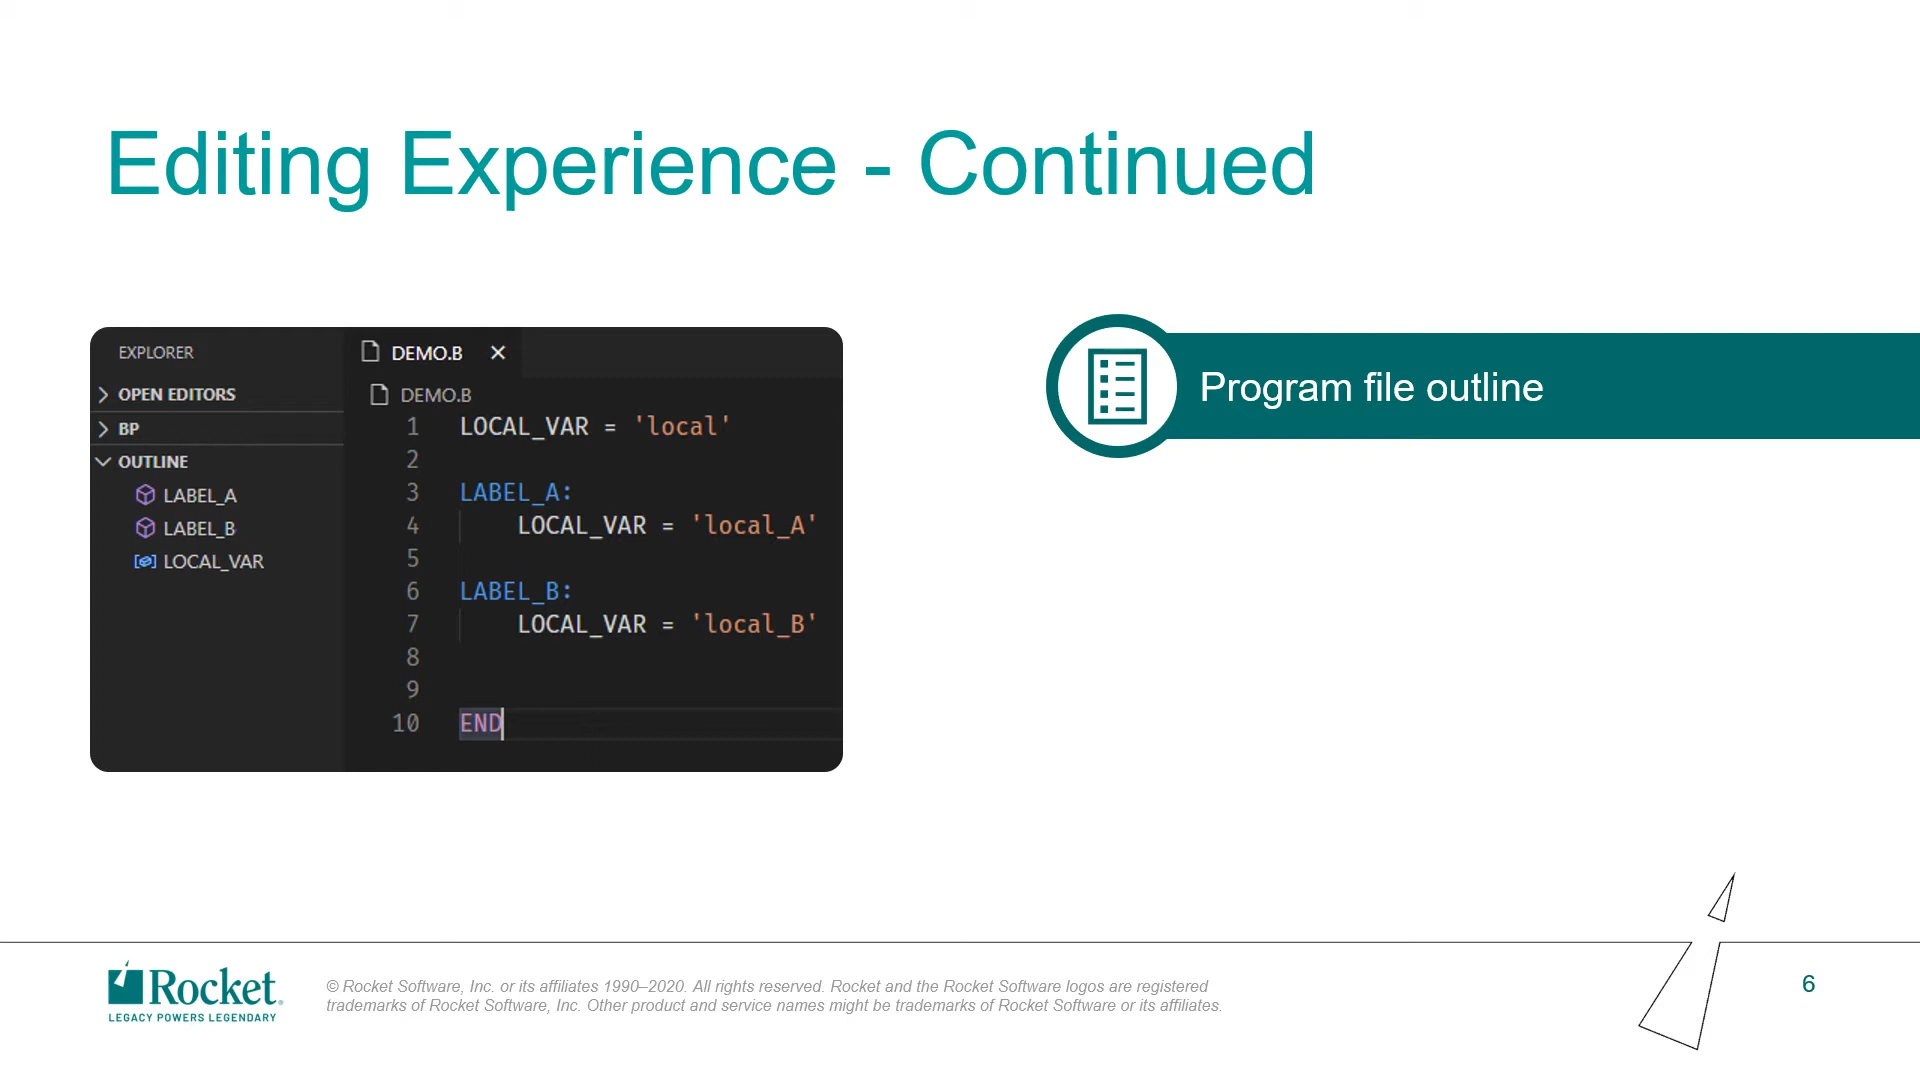 Editing Experience - Continued
EXPLORER
OPEN EDITORS
BP
OUTLINE
LABEL_A
LABEL_B
LOCAL_VAR
DEMO.B
DEMO.B
1 LOCAL_VAR = 'local'
2
3 LABEL_A:
4 LOCAL_VAR = 'local_A'
5
6 LABEL_B:
7 LOCAL_VAR = 'local_B'
8
9
10 END
Program file outline
Rocket®
LEGACY POWERS LEGENDARY
© Rocket Software, Inc. or its affiliates 1990–2020. All rights reserved. Rocket and the Rocket Software logos are registered
trademarks of Rocket Software, Inc. Other product and service names might be trademarks of Rocket Software or its affiliates.
6